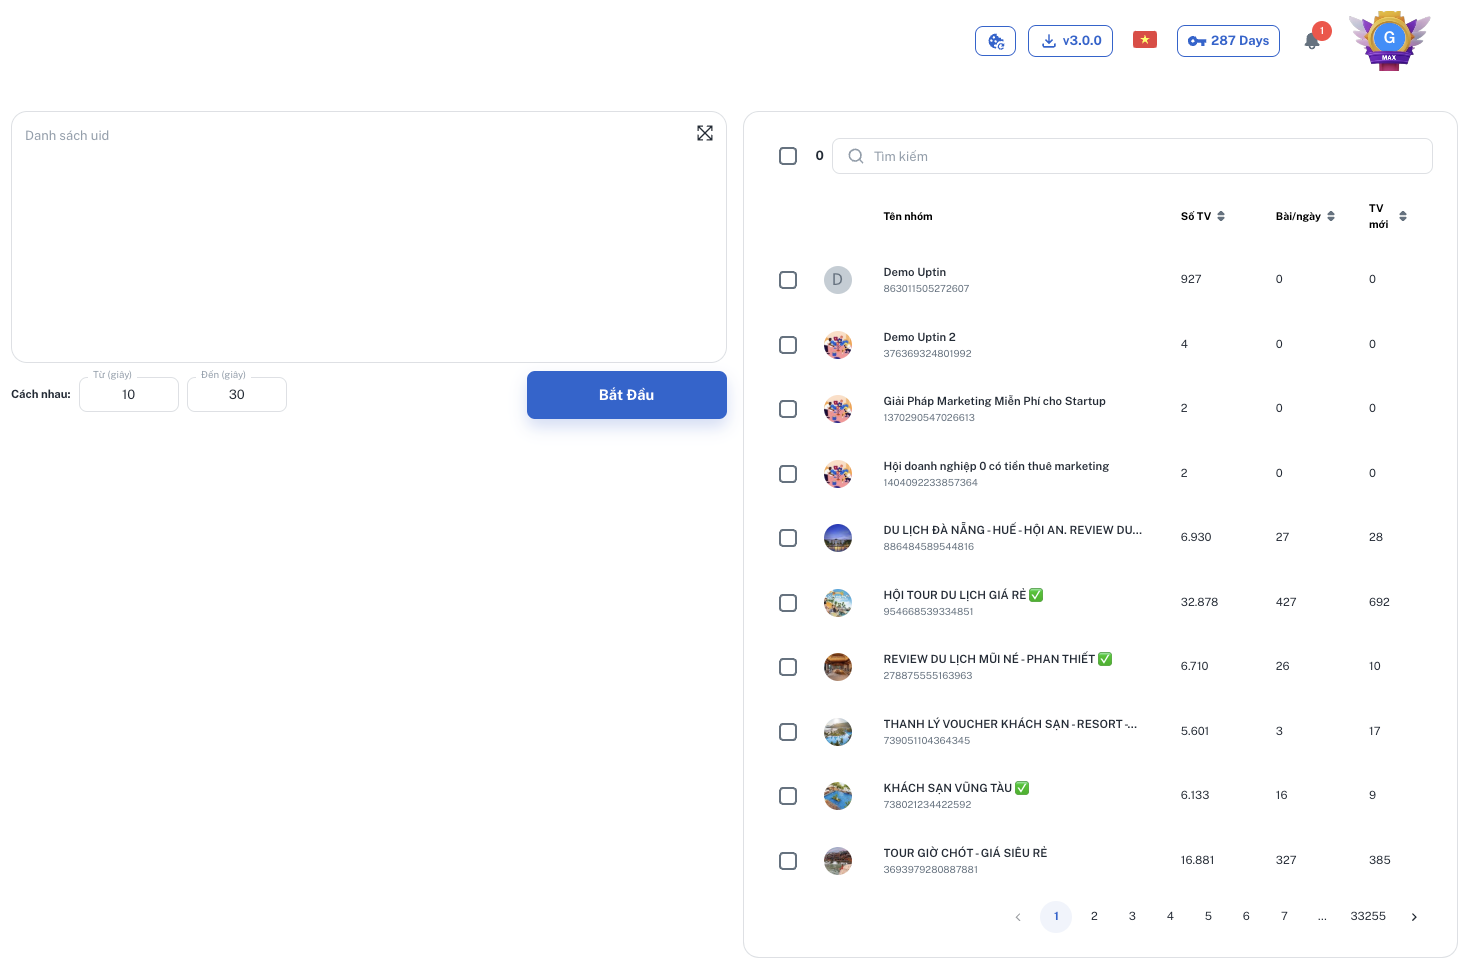 v3.0.0
287 Days
1
G
MAX
Danh sách uid
Cách nhau:
Từ (giây)
10
Đến (giây)
30
Bắt Đầu
0
Tìm kiếm
Tên nhóm
Số TV
Bài/ngày
TV mới
D
Demo Uptin
863011505272607
927
0
0
Demo Uptin 2
376369324801992
4
0
0
Giải Pháp Marketing Miễn Phí cho Startup
1370290547026613
2
0
0
Hội doanh nghiệp 0 có tiền thuê marketing
1404092233857364
2
0
0
DU LỊCH ĐÀ NẴNG - HUẾ - HỘI AN. REVIEW DU...
886484589544816
6.930
27
28
HỘI TOUR DU LỊCH GIÁ RẺ ✅
954668539334851
32.878
427
692
REVIEW DU LỊCH MŨI NÉ - PHAN THIẾT ✅
278875555163963
6.710
26
10
THANH LÝ VOUCHER KHÁCH SẠN - RESORT -...
739051104364345
5.601
3
17
KHÁCH SẠN VŨNG TÀU ✅
738021234422592
6.133
16
9
TOUR GIỜ CHÓT - GIÁ SIÊU RẺ
3693979280887881
16.881
327
385
‹ 1 2 3 4 5 6 7 ... 33255 ›